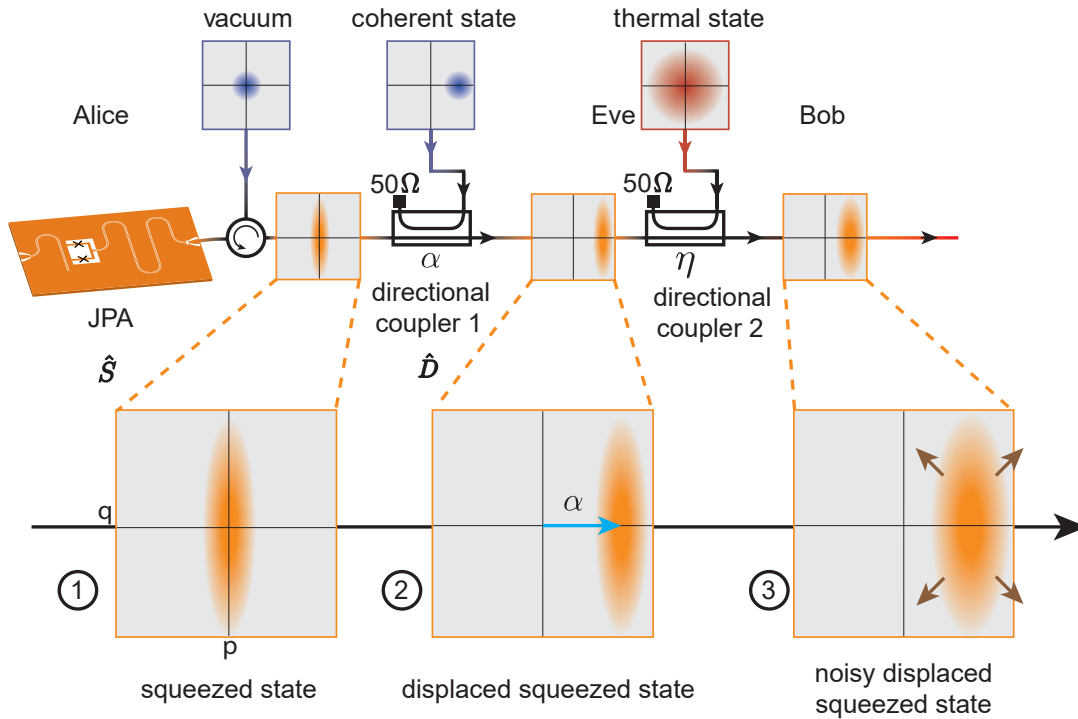 vacuum
coherent state
thermal state
Alice
Eve
Bob
50Ω
50Ω
α
η
directional
coupler 1
directional
coupler 2
JPA
Ŝ
D̂
q
α
1
2
3
p
squeezed state
displaced squeezed state
noisy displaced
squeezed state